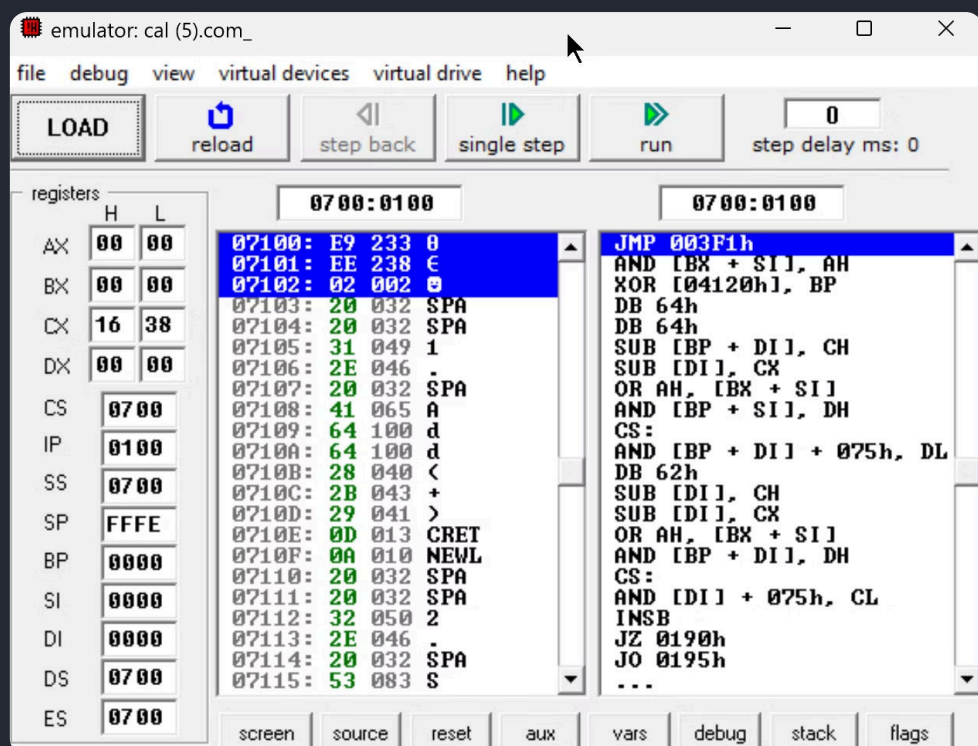 emulator: cal (5).com_
file debug view virtual devices virtual drive help
LOAD reload step back single step run 0 step delay ms: 0
registers
H L
AX 00 00
BX 00 00
CX 16 38
DX 00 00
CS 0700
IP 0100
SS 0700
SP FFFE
BP 0000
SI 0000
DI 0000
DS 0700
ES 0700
0700:0100
07100: E9 233 θ
07101: EE 238 ∈
07102: 02 002 ☻
07103: 20 032 SPA
07104: 20 032 SPA
07105: 31 049 1
07106: 2E 046 .
07107: 20 032 SPA
07108: 41 065 A
07109: 64 100 d
0710A: 64 100 d
0710B: 28 040 (
0710C: 2B 043 +
0710D: 29 041 )
0710E: 0D 013 CRET
0710F: 0A 010 NEWL
07110: 20 032 SPA
07111: 20 032 SPA
07112: 32 050 2
07113: 2E 046 .
07114: 20 032 SPA
07115: 53 083 S
0700:0100
JMP 003F1h
AND [BX + SI], AH
XOR [04120h], BP
DB 64h
DB 64h
SUB [BP + DI], CH
SUB [DI], CX
OR AH, [BX + SI]
AND [BP + SI], DH
CS:
AND [BP + DI] + 075h, DL
DB 62h
SUB [DI], CH
SUB [DI], CX
OR AH, [BX + SI]
AND [BP + DI], DH
CS:
AND [DI] + 075h, CL
INSB
JZ 0190h
JO 0195h
...
screen source reset aux vars debug stack flags